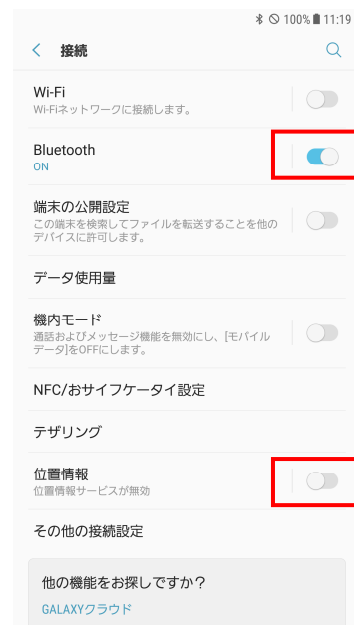 100% 11:19
接続
Wi-Fi
Wi-Fiネットワークに接続します。
Bluetooth
ON
端末の公開設定
この端末を検索してファイルを転送することを他の
デバイスに許可します。
データ使用量
機内モード
通話およびメッセージ機能を無効にし、[モバイル
データ]をOFFにします。
NFC/おサイフケータイ設定
テザリング
位置情報
位置情報サービスが無効
その他の接続設定
他の機能をお探しですか？
GALAXYクラウド